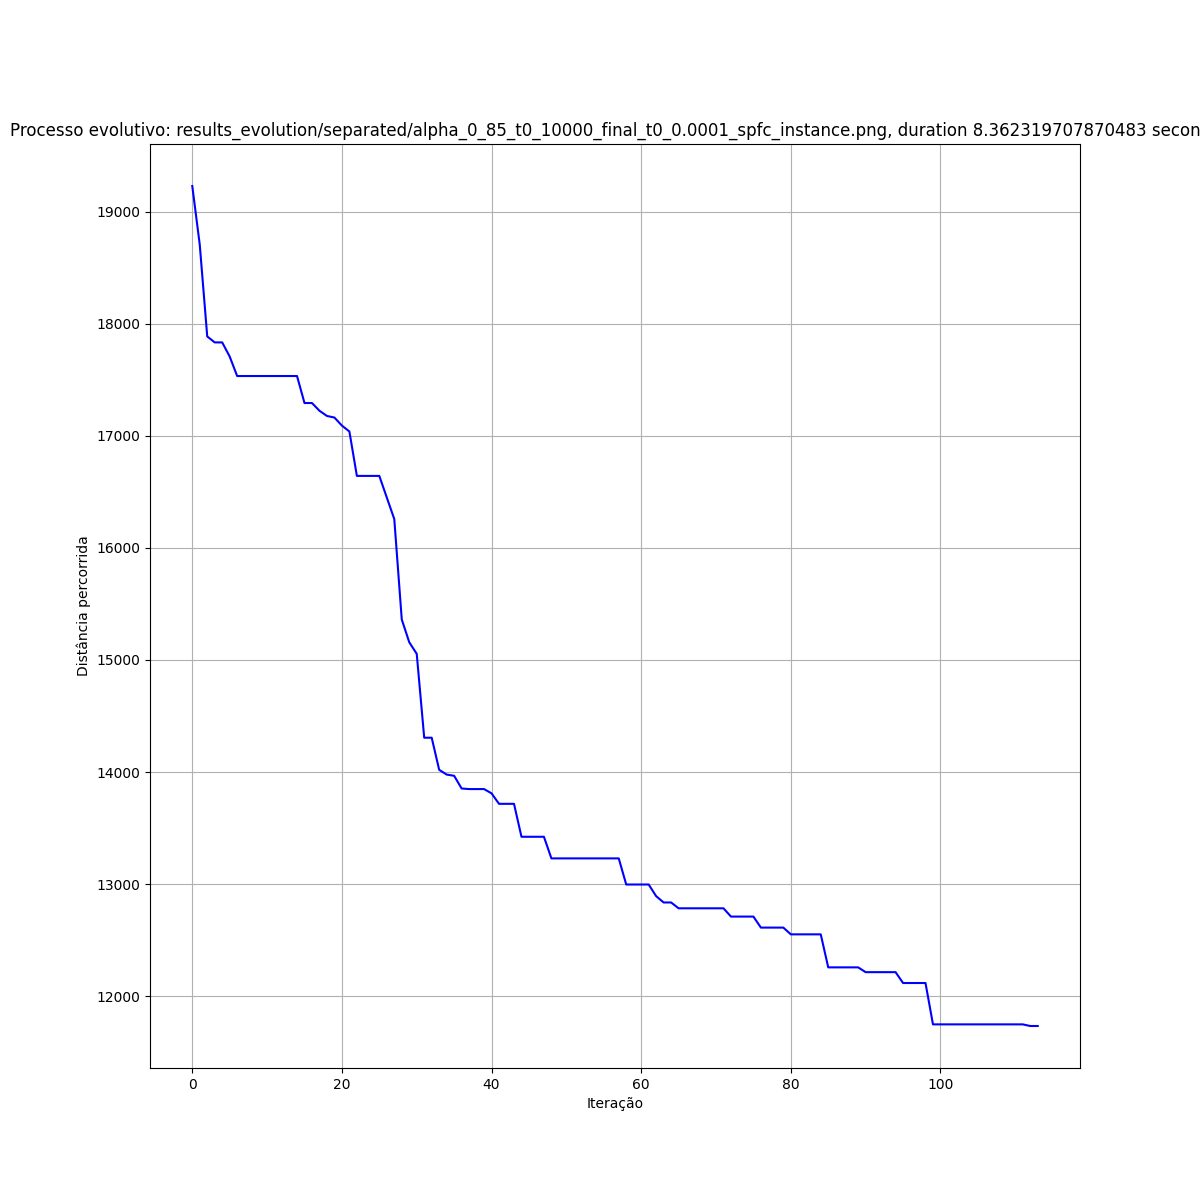 Processo evolutivo: results_evolution/separated/alpha_0_85_t0_10000_final_t0_0.0001_spfc_instance.png, duration 8.362319707870483 secon
19000
18000
17000
16000
15000
14000
13000
12000
Distância percorrida
0 20 40 60 80 100
Iteração